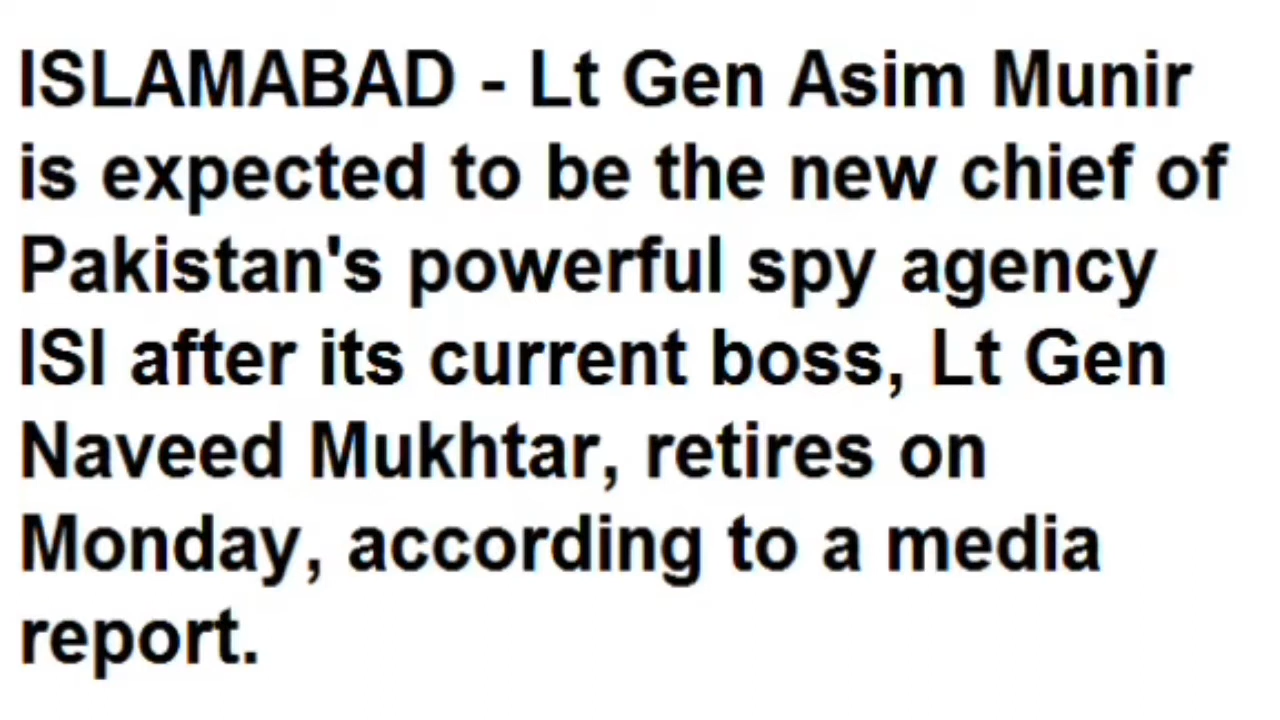 ISLAMABAD - Lt Gen Asim Munir
is expected to be the new chief of
Pakistan's powerful spy agency
ISI after its current boss, Lt Gen
Naveed Mukhtar, retires on
Monday, according to a media
report.